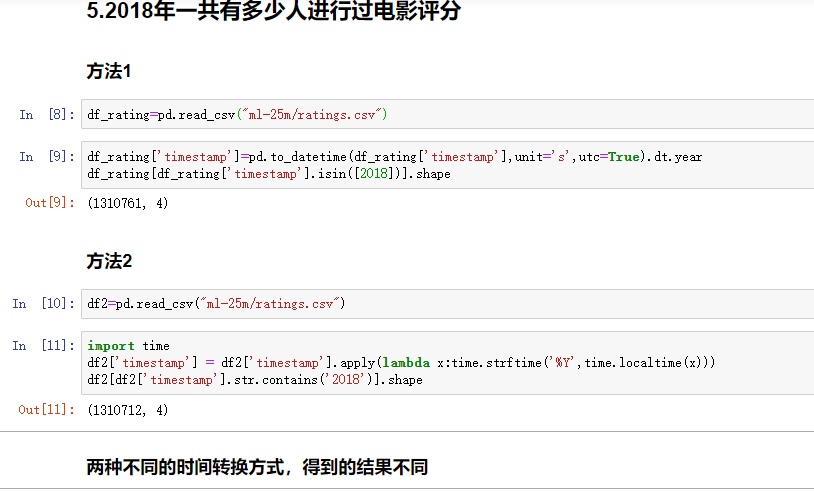 5.2018年一共有多少人进行过电影评分
方法1
In [8]: df_rating=pd.read_csv("ml-25m/ratings.csv")
In [9]: df_rating['timestamp']=pd.to_datetime(df_rating['timestamp'],unit='s',utc=True).dt.year
df_rating[df_rating['timestamp'].isin([2018])].shape
Out[9]: (1310761, 4)
方法2
In [10]: df2=pd.read_csv("ml-25m/ratings.csv")
In [11]: import time
df2['timestamp'] = df2['timestamp'].apply(lambda x:time.strftime('%Y',time.localtime(x)))
df2[df2['timestamp'].str.contains('2018')].shape
Out[11]: (1310712, 4)
两种不同的时间转换方式，得到的结果不同